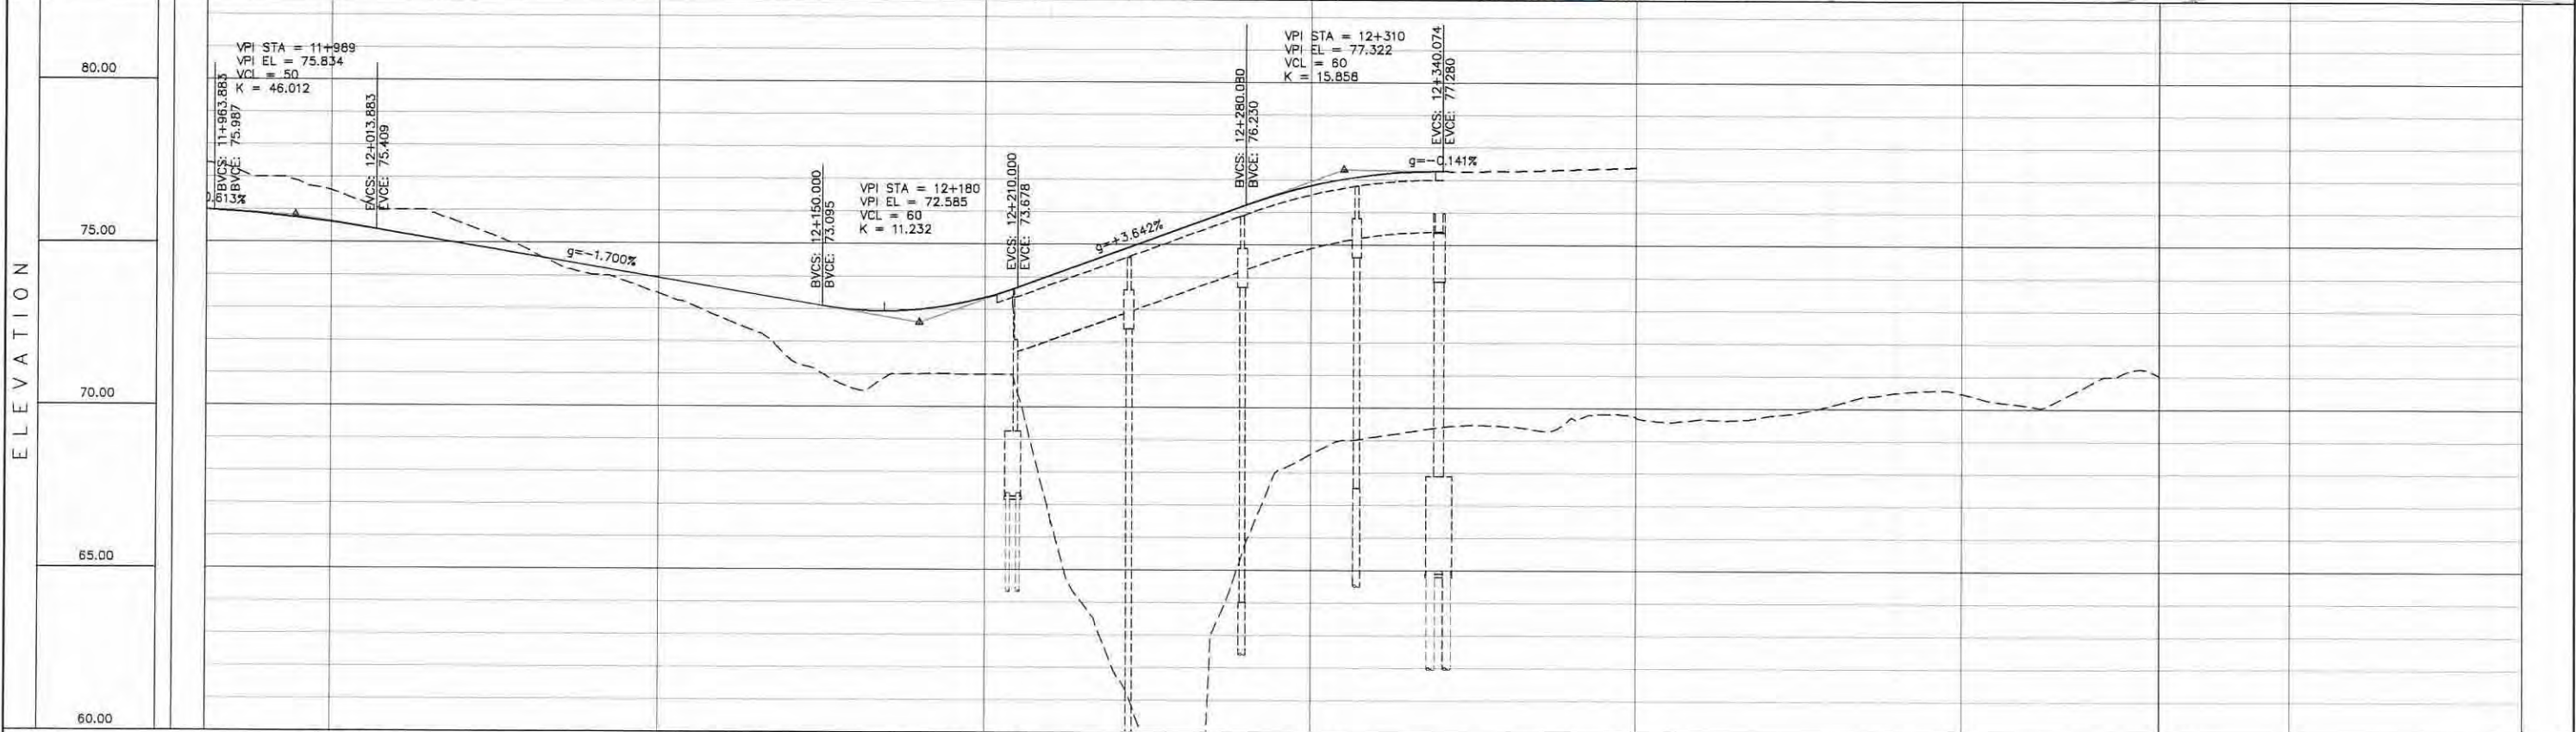 ELEVATION
80.00
75.00
70.00
65.00
60.00
VPI STA = 11+989
VPI EL = 75.834
VCL = 50
K = 46.012
BVCS: 11+963.883
BVCE: 75.987
EVCS: 12+013.883
EVCE: 75.409
0.613%
g=-1.700%
BVCS: 12+150.000
BVCE: 73.095
VPI STA = 12+180
VPI EL = 72.585
VCL = 60
K = 11.232
EVCS: 12+210.000
EVCE: 73.678
g=+3.642%
BVCS: 12+280.080
BVCE: 76.230
VPI STA = 12+310
VPI EL = 77.322
VCL = 60
K = 15.858
EVCS: 12+340.074
EVCE: 77.280
g=-0.141%